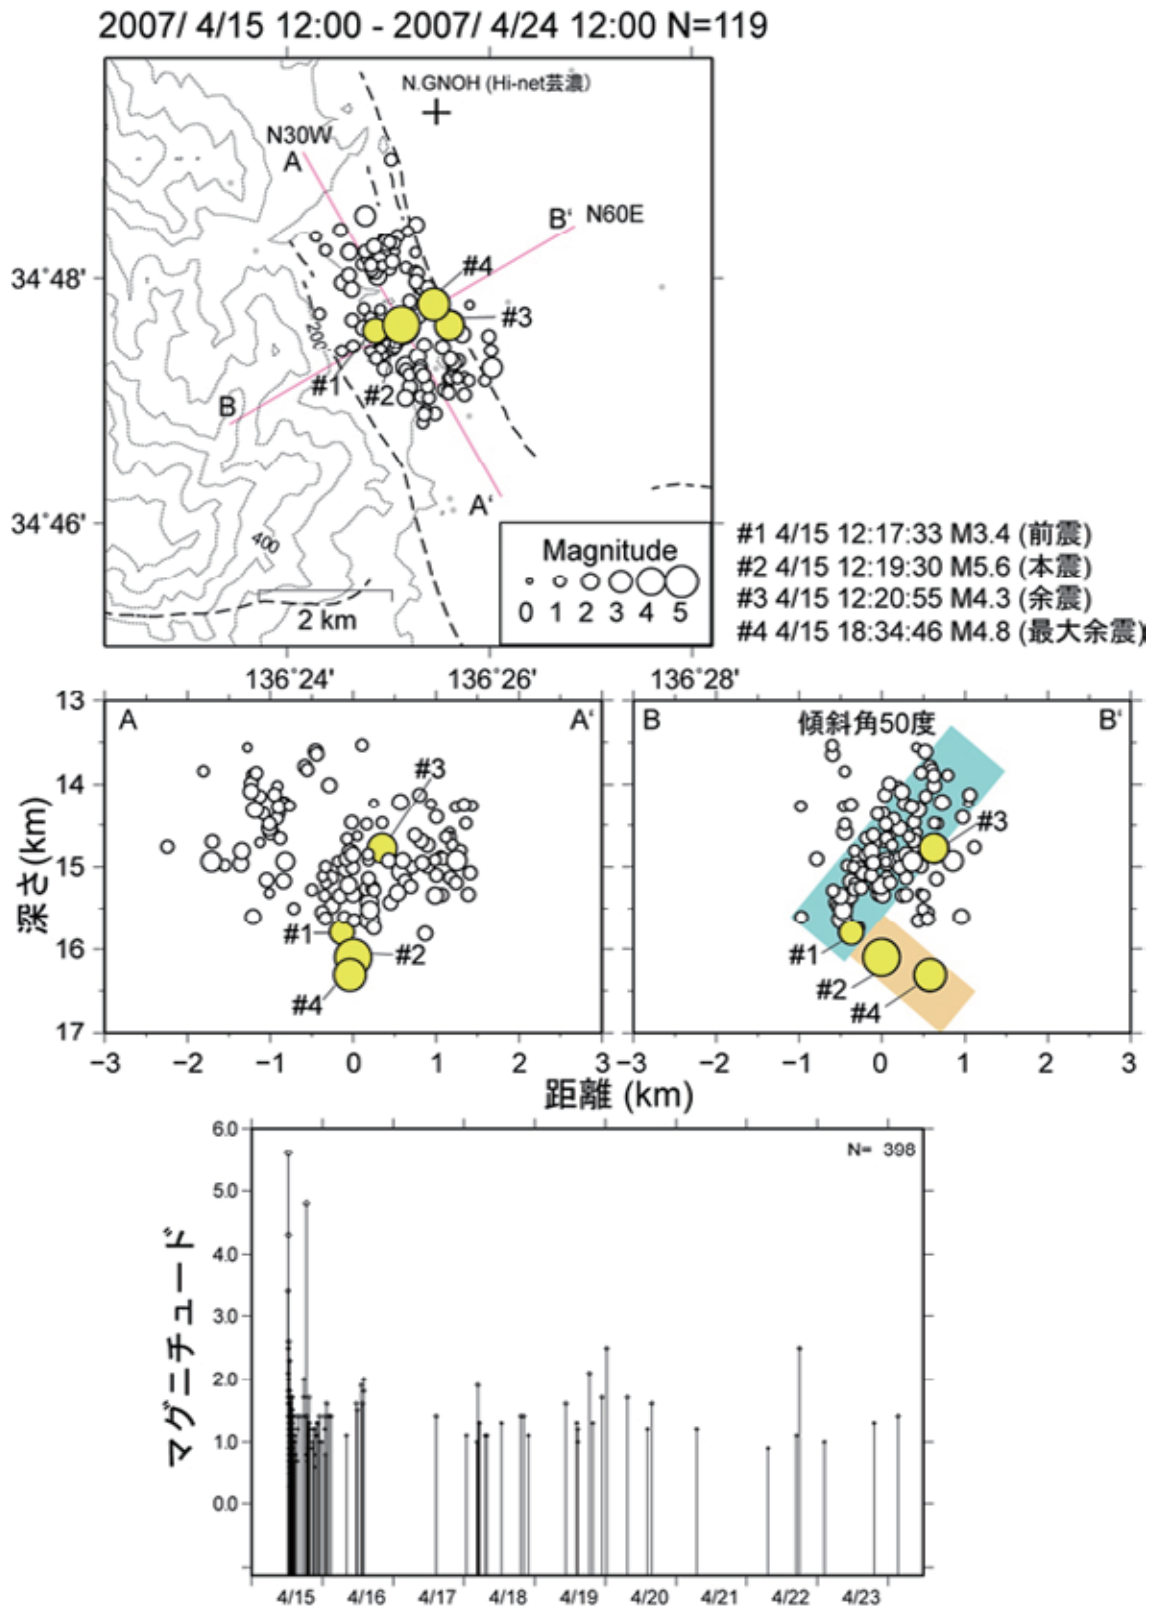 2007/ 4/15 12:00 - 2007/ 4/24 12:00 N=119
N.GNOH (Hi-net芸濃)
N30W
A
B' N60E
#4
#3
#1 #2
B
A'
200
400
34°48'
34°46'
2 km
Magnitude
0 1 2 3 4 5
136°24' 136°26' 136°28'
#1 4/15 12:17:33 M3.4 (前震)
#2 4/15 12:19:30 M5.6 (本震)
#3 4/15 12:20:55 M4.3 (余震)
#4 4/15 18:34:46 M4.8 (最大余震)
A A'
#3
#1
#2
#4
13
14
15
16
17
深さ(km)
−3 −2 −1 0 1 2 3
B 傾斜角50度 B'
#3
#1
#2
#4
−3 −2 −1 0 1 2 3
距離 (km)
N= 398
マグニチュード
6.0
5.0
4.0
3.0
2.0
1.0
0.0
4/15 4/16 4/17 4/18 4/19 4/20 4/21 4/22 4/23